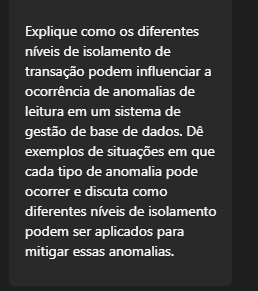 Explique como os diferentes
níveis de isolamento de
transação podem influenciar a
ocorrência de anomalias de
leitura em um sistema de
gestão de base de dados. Dê
exemplos de situações em que
cada tipo de anomalia pode
ocorrer e discuta como
diferentes níveis de isolamento
podem ser aplicados para
mitigar essas anomalias.